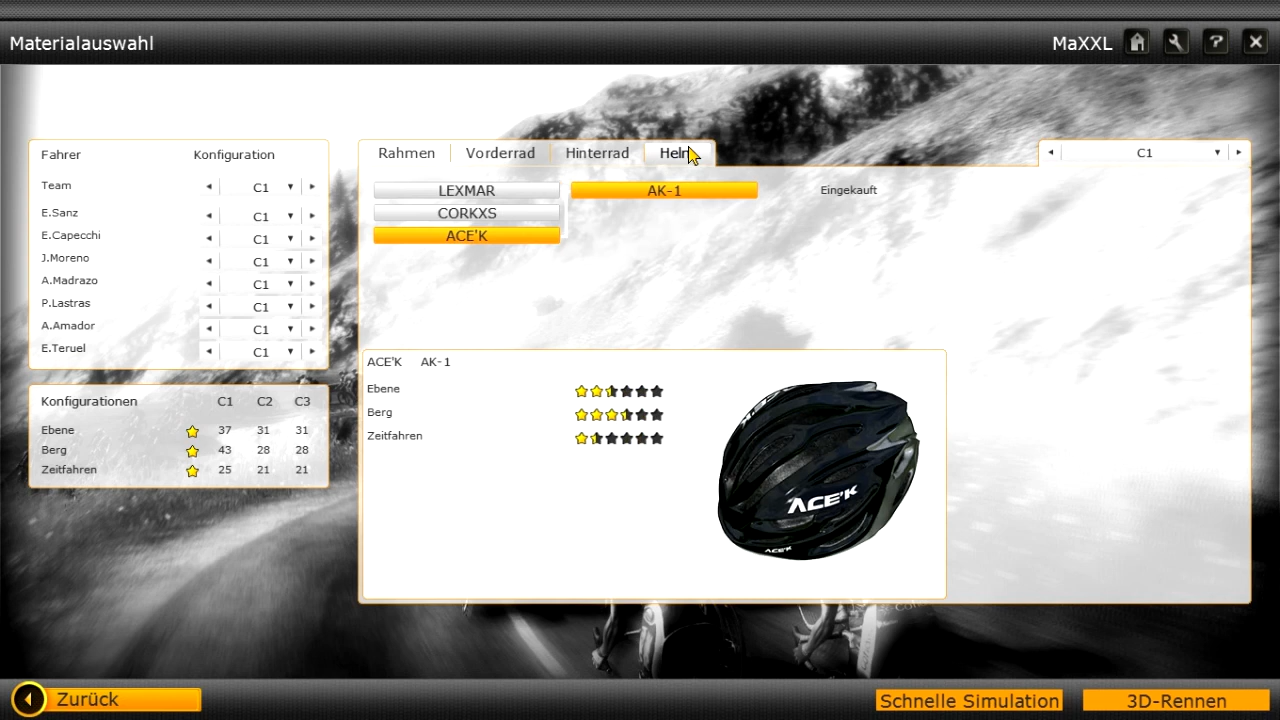 Materialauswahl
MaXXL
?
Fahrer Konfiguration
Team C1
E.Sanz C1
E.Capecchi C1
J.Moreno C1
A.Madrazo C1
P.Lastras C1
A.Amador C1
E.Teruel C1
Konfigurationen C1 C2 C3
Ebene 37 31 31
Berg 43 28 28
Zeitfahren 25 21 21
Rahmen Vorderrad Hinterrad Helm
C1
LEXMAR AK-1 Eingekauft
CORKXS
ACE'K
ACE'K AK-1
Ebene
Berg
Zeitfahren
ACE'K
ACE'K
Zurück
Schnelle Simulation
3D-Rennen